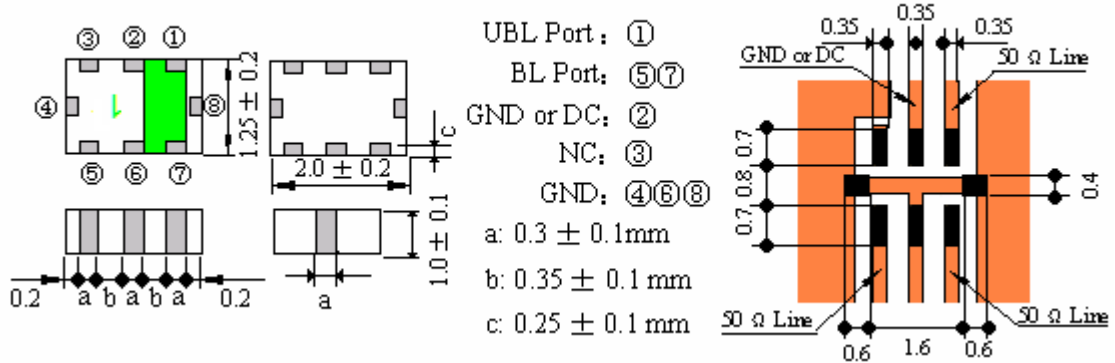 ③ ② ①
④ ⑧
⑤ ⑥ ⑦
1.25 ± 0.2
c
2.0 ± 0.2
1.0 ± 0.1
0.2 a b a b a 0.2
a
UBL Port: ①
BL Port: ⑤⑦
GND or DC: ②
NC: ③
GND: ④⑥⑧
a: 0.3 ± 0.1mm
b: 0.35 ± 0.1 mm
c: 0.25 ± 0.1 mm
0.35 0.35 0.35
GND or DC 50 Ω Line
0.7
0.8
0.7
0.4
50 Ω Line 50 Ω Line
0.6 1.6 0.6